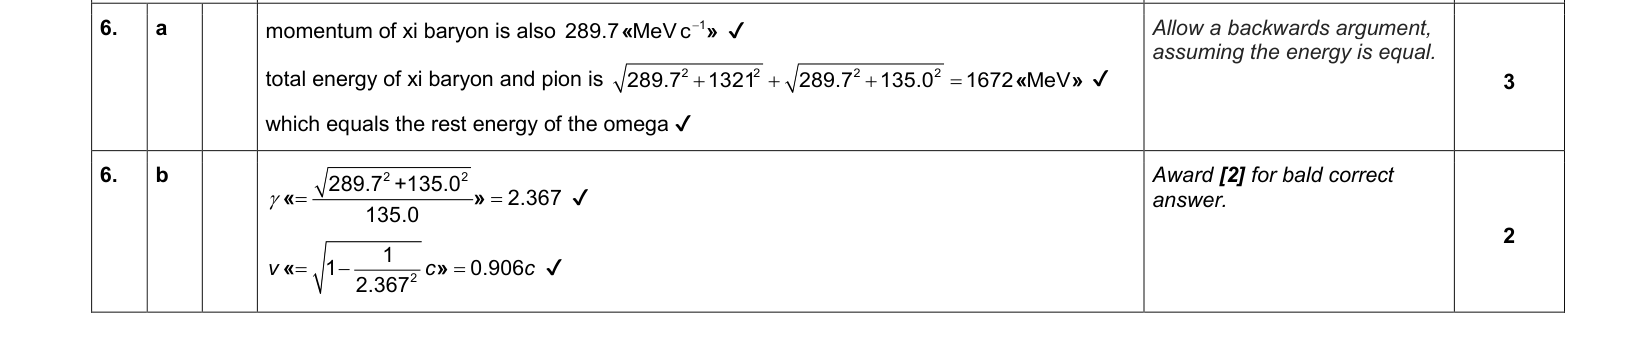 6. a momentum of xi baryon is also 289.7 «MeV c⁻¹» ✓ Allow a backwards argument,
assuming the energy is equal.
total energy of xi baryon and pion is √(289.7² + 1321²) + √(289.7² + 135.0²) = 1672 «MeV» ✓ 3
which equals the rest energy of the omega ✓
6. b γ «= √(289.7² + 135.0²) / 135.0 » = 2.367 ✓ Award [2] for bald correct
answer.
2
v «= √(1 − 1 / 2.367²) c» = 0.906c ✓